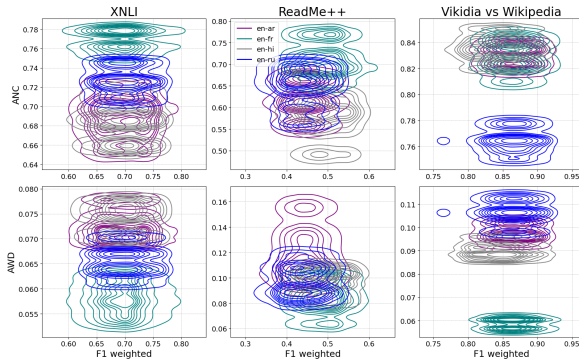 XNLI
ReadMe++
Vikidia vs Wikipedia
ANC
0.78
0.76
0.74
0.72
0.70
0.68
0.66
0.64
0.60 0.65 0.70 0.75 0.80
0.80
0.75
0.70
0.65
0.60
0.55
0.50
en-ar
en-fr
en-hi
en-ru
0.3 0.4 0.5 0.6
0.84
0.82
0.80
0.78
0.76
0.75 0.80 0.85 0.90 0.95
AWD
0.080
0.075
0.070
0.065
0.060
0.055
0.60 0.65 0.70 0.75 0.80
F1 weighted
0.16
0.14
0.12
0.10
0.08
0.06
0.3 0.4 0.5 0.6
F1 weighted
0.11
0.10
0.09
0.08
0.07
0.06
0.75 0.80 0.85 0.90 0.95
F1 weighted